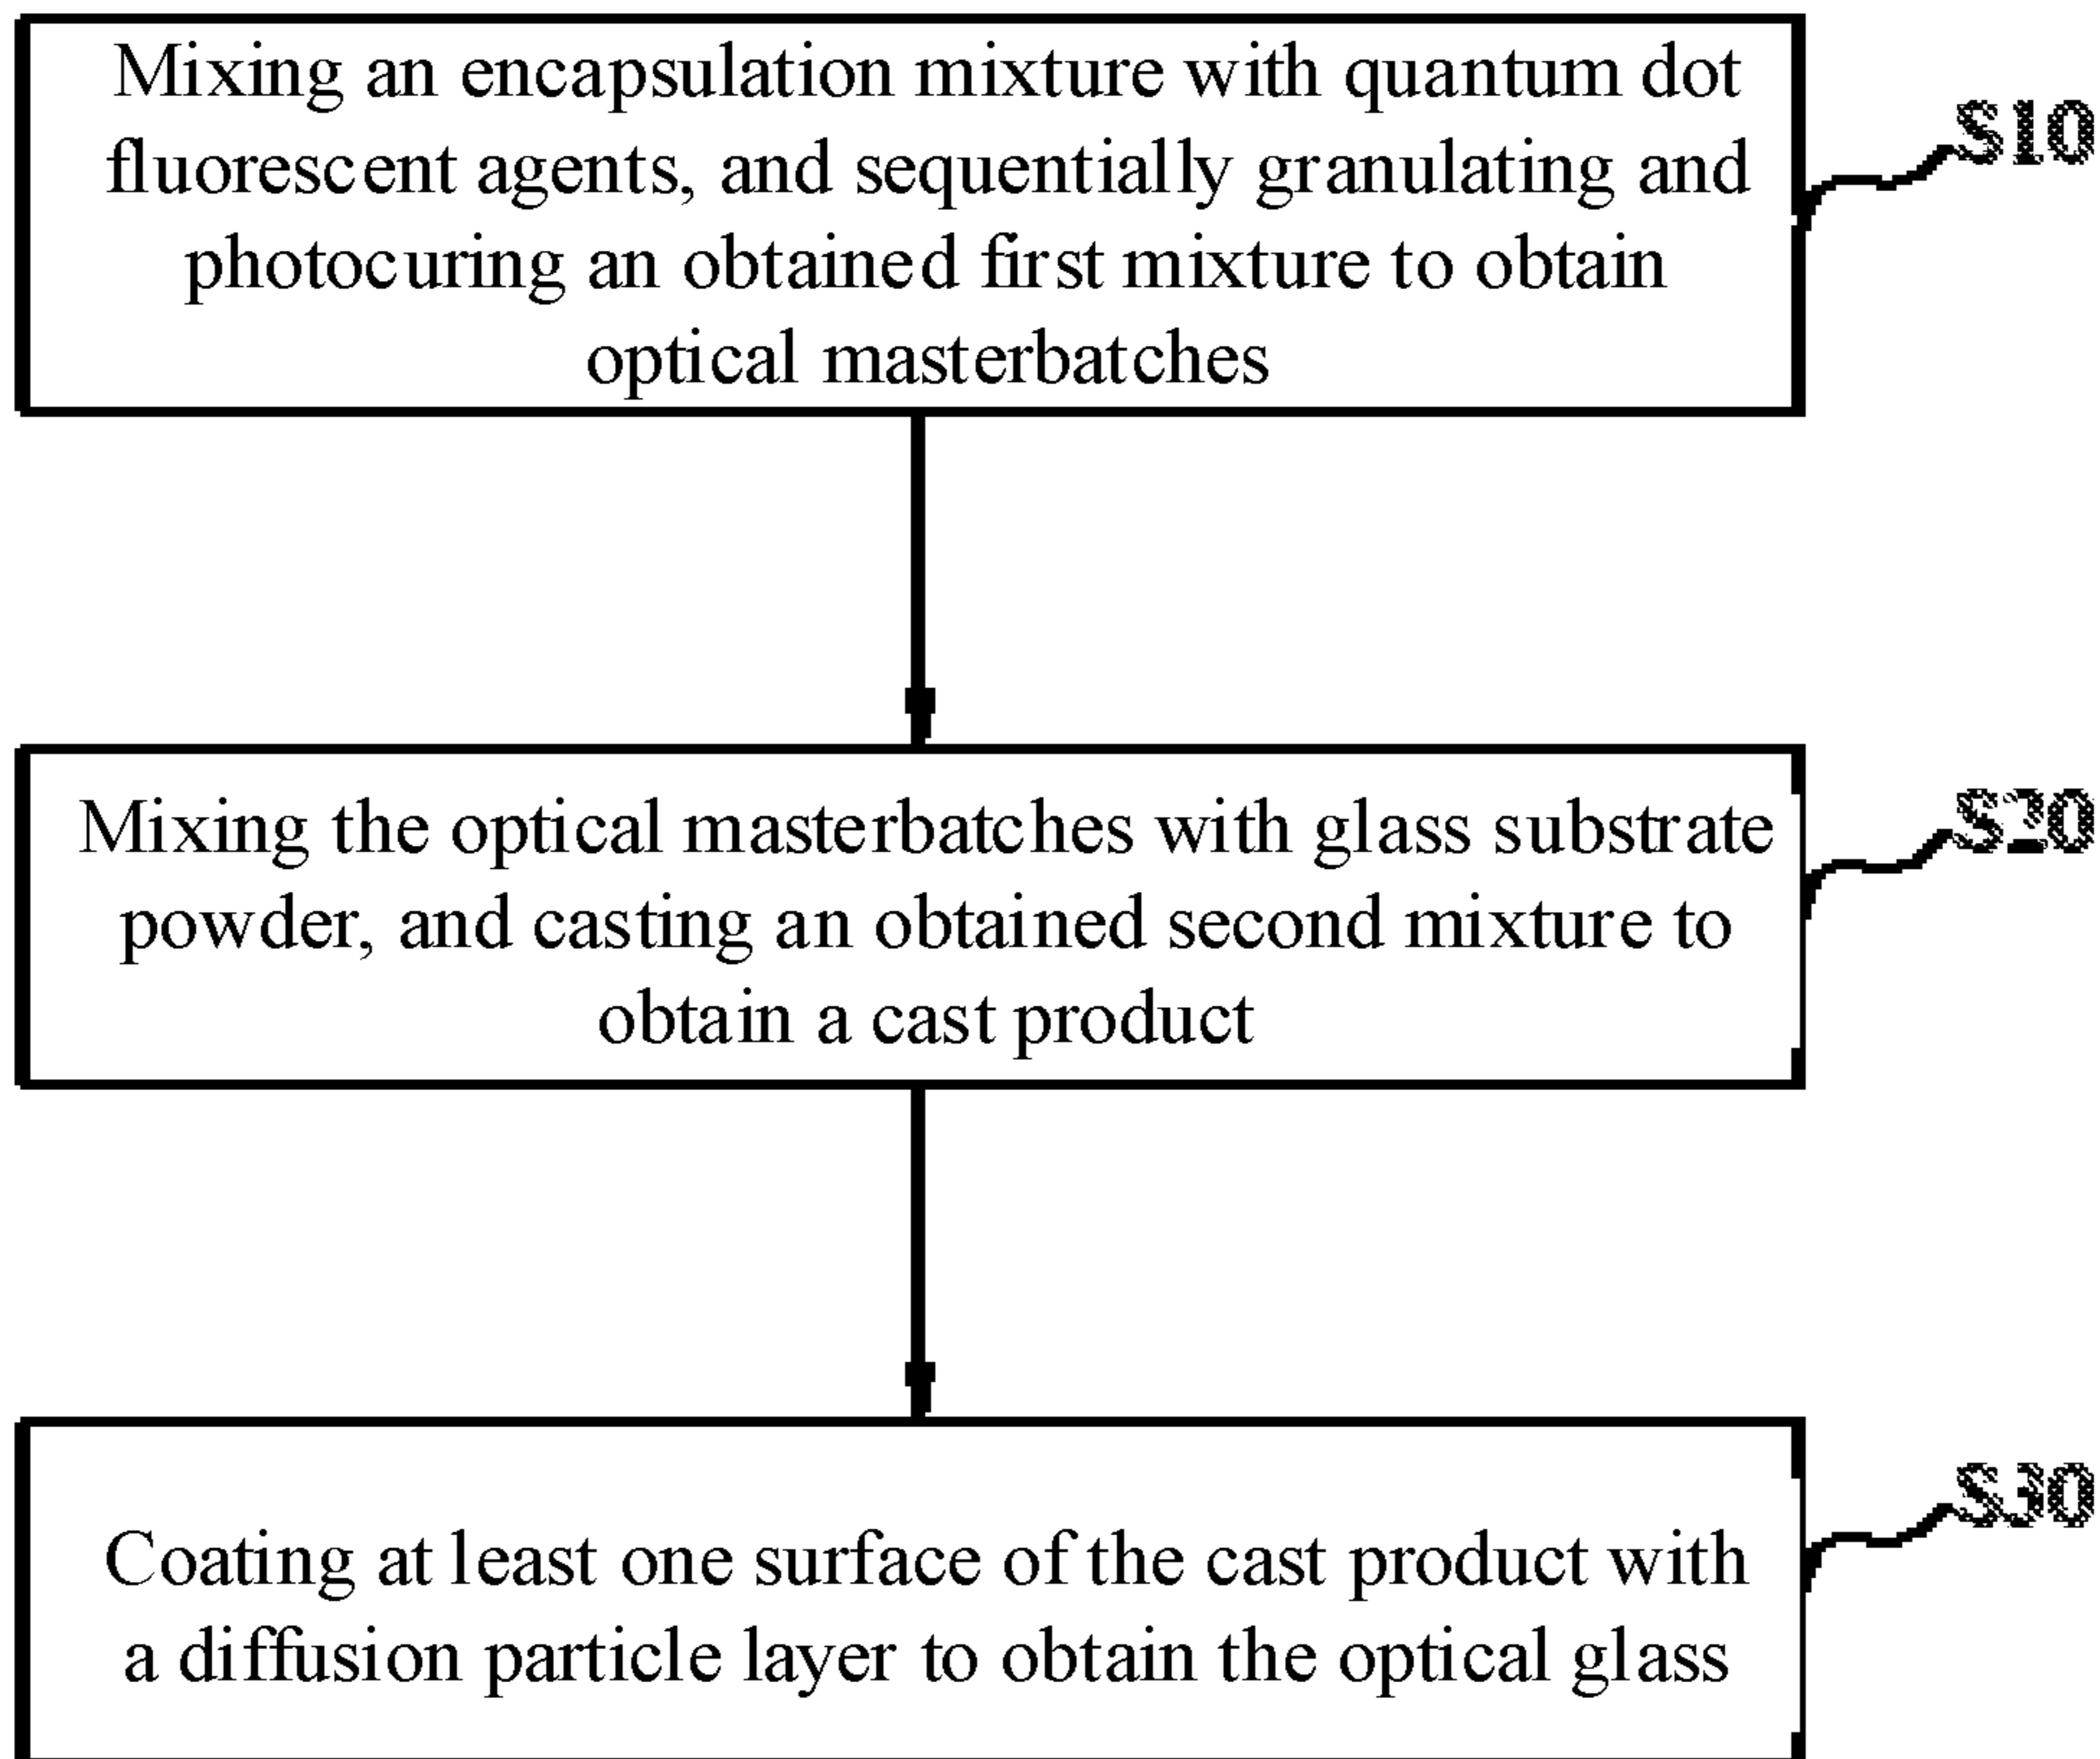 Mixing an encapsulation mixture with quantum dot
fluorescent agents, and sequentially granulating and
photocuring an obtained first mixture to obtain
optical masterbatches
S10
Mixing the optical masterbatches with glass substrate
powder, and casting an obtained second mixture to
obtain a cast product
S20
Coating at least one surface of the cast product with
a diffusion particle layer to obtain the optical glass
S30